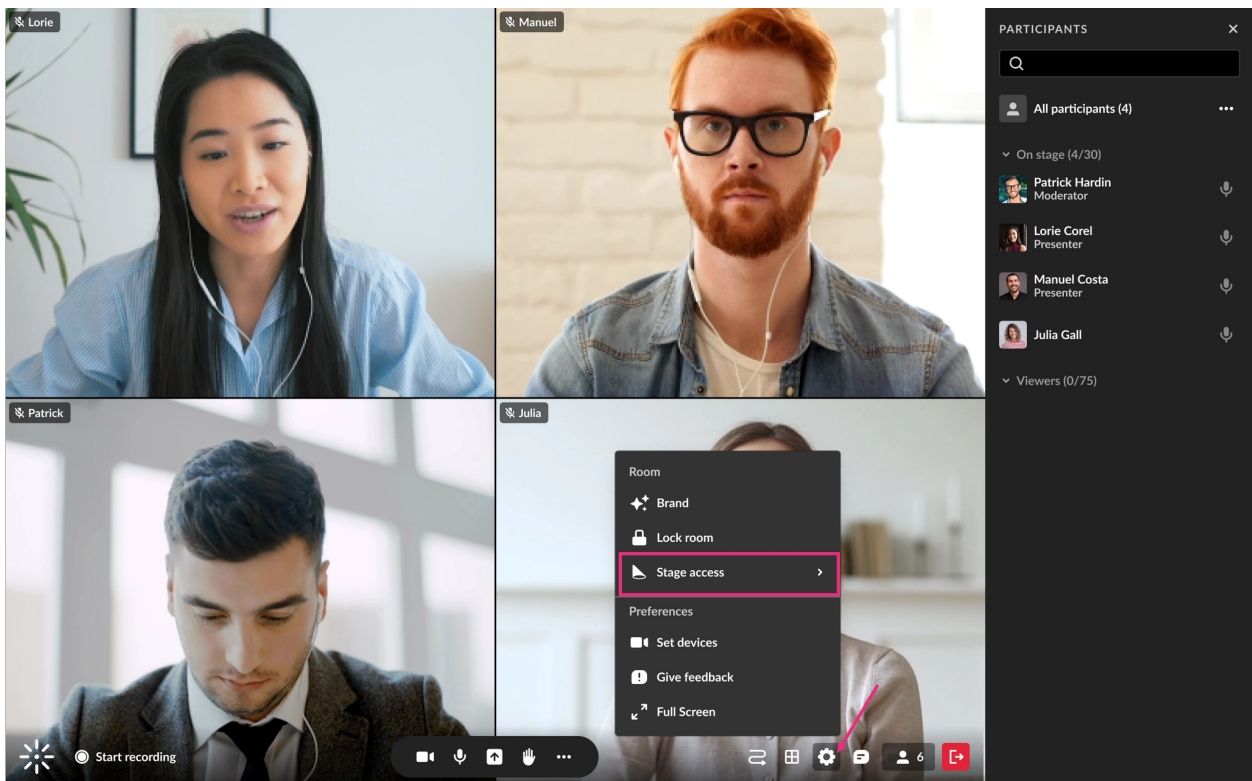 Lorie
Manuel
PARTICIPANTS
All participants (4)
On stage (4/30)
Patrick Hardin
Moderator
Lorie Corel
Presenter
Manuel Costa
Presenter
Julia Gall
Viewers (0/75)
Patrick
Julia
Room
Brand
Lock room
Stage access
Preferences
Set devices
Give feedback
Full Screen
Start recording
6